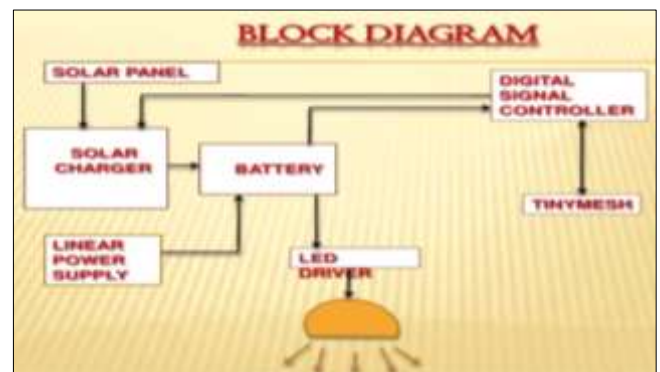 BLOCK DIAGRAM
SOLAR PANEL
DIGITAL
SIGNAL
CONTROLLER
SOLAR
CHARGER
BATTERY
TINYMESH
LINEAR
POWER
SUPPLY
LED
DRIVER